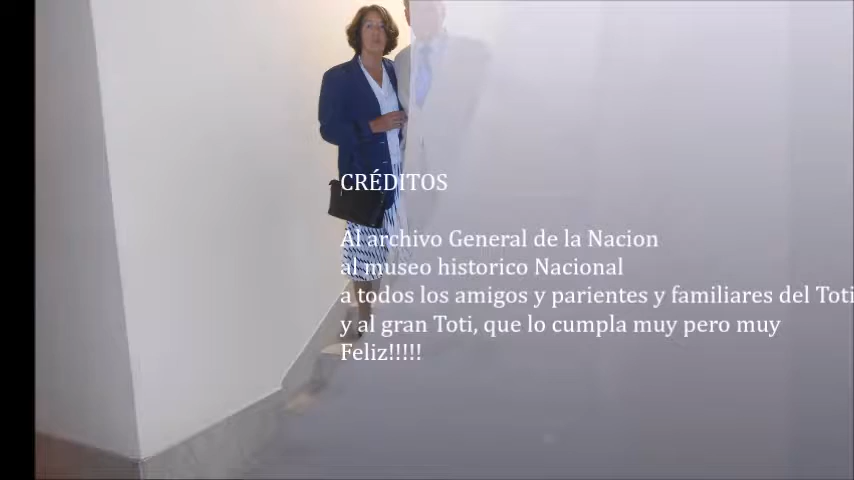 CRÉDITOS
Al archivo General de la Nacion
al museo historico Nacional
a todos los amigos y parientes y familiares del Toti
y al gran Toti, que lo cumpla muy pero muy
Feliz!!!!!